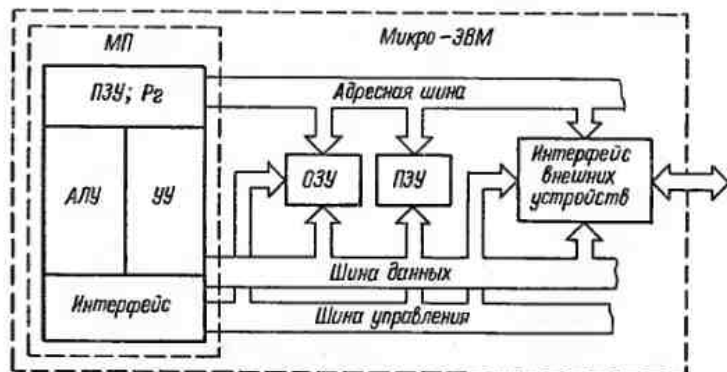 МП
Микро-ЭВМ
ПЗУ; Рг
Адресная шина
АЛУ
УУ
ОЗУ
ПЗУ
Интерфейс
внешних
устройств
Шина данных
Интерфейс
Шина управления